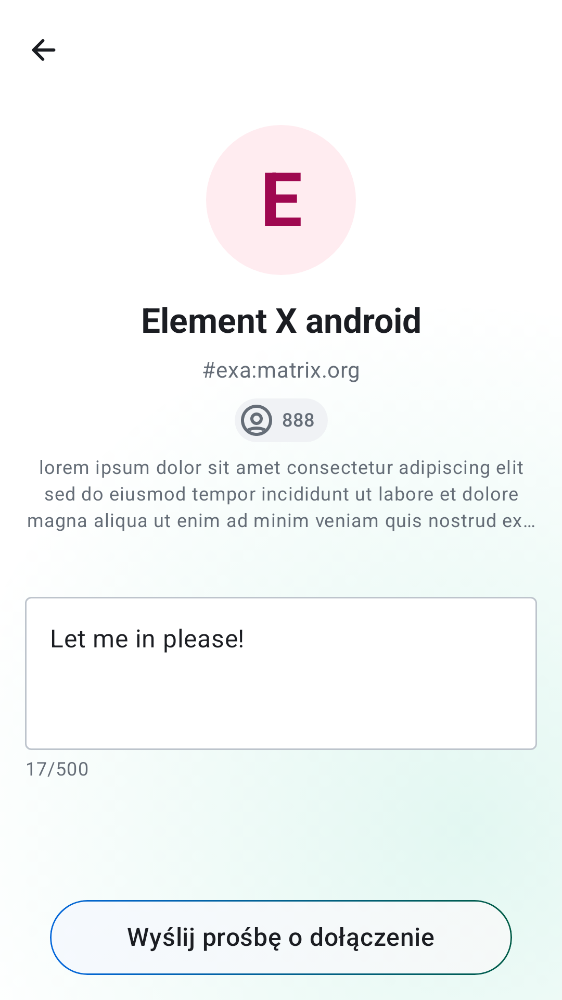 E
Element X android
#exa:matrix.org
888
lorem ipsum dolor sit amet consectetur adipiscing elit
sed do eiusmod tempor incididunt ut labore et dolore
magna aliqua ut enim ad minim veniam quis nostrud ex…
Let me in please!
17/500
Wyślij prośbę o dołączenie